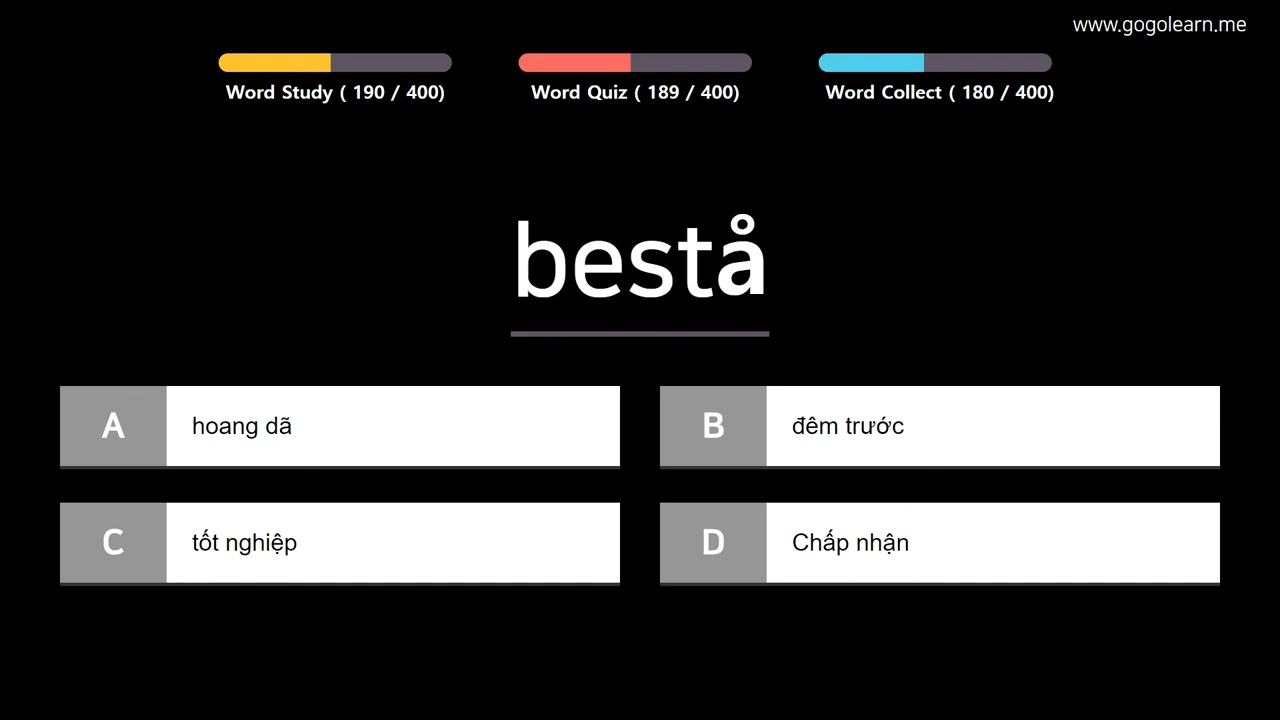 www.gogolearn.me
Word Study ( 190 / 400)
Word Quiz ( 189 / 400)
Word Collect ( 180 / 400)
bestå
A hoang dã
B đêm trước
C tốt nghiệp
D Chấp nhận